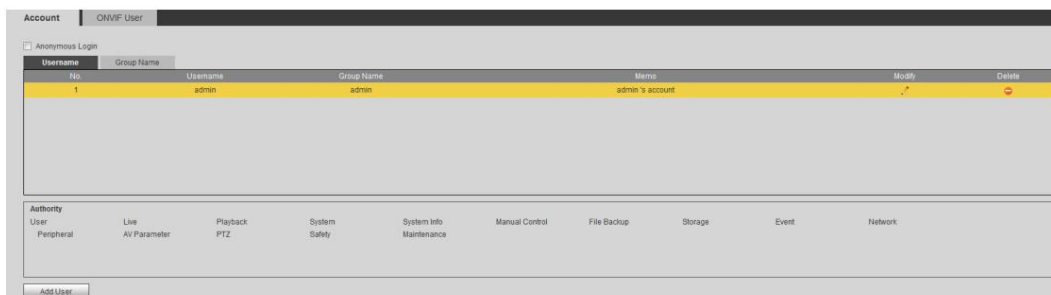 Account ONVIF User
Anonymous Login
Username Group Name
No. Username Group Name Memo Modify Delete
1 admin admin admin 's account
Authority
User Live Playback System System Info Manual Control File Backup Storage Event Network
Peripheral AV Parameter PTZ Safety Maintenance
Add User